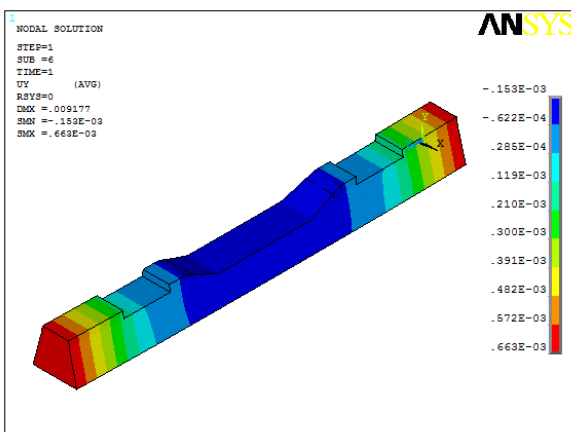 1
NODAL SOLUTION
STEP=1
SUB =6
TIME=1
UY (AVG)
RSYS=0
DMX =.009177
SMN =-.153E-03
SMX =.663E-03
ANSYS
Y
X
-.153E-03
-.622E-04
.285E-04
.119E-03
.210E-03
.300E-03
.391E-03
.482E-03
.572E-03
.663E-03